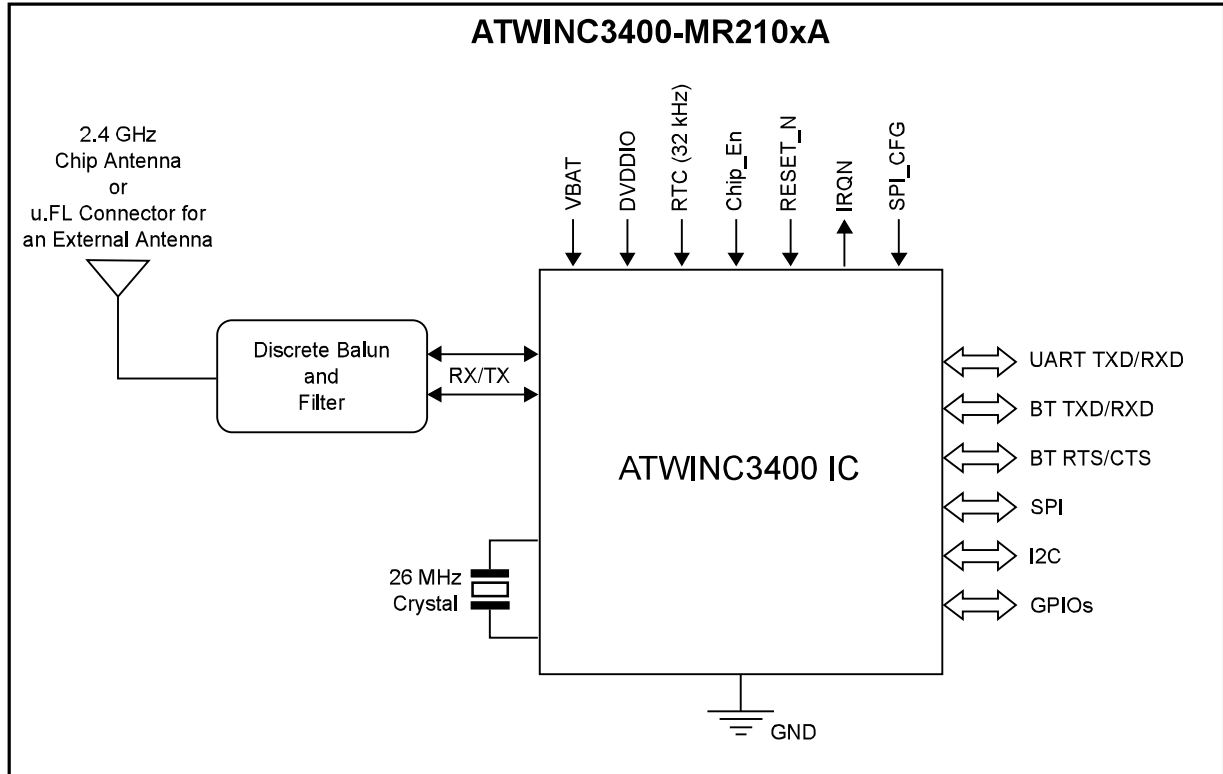 ATWINC3400-MR210xA
2.4 GHz
Chip Antenna
or
u.FL Connector for
an External Antenna
VBAT
DVDDIO
RTC (32 kHz)
Chip_En
RESET_N
IRQN
SPI_CFG
Discrete Balun
and
Filter
RX/TX
ATWINC3400 IC
UART TXD/RXD
BT TXD/RXD
BT RTS/CTS
SPI
I2C
GPIOs
26 MHz
Crystal
GND